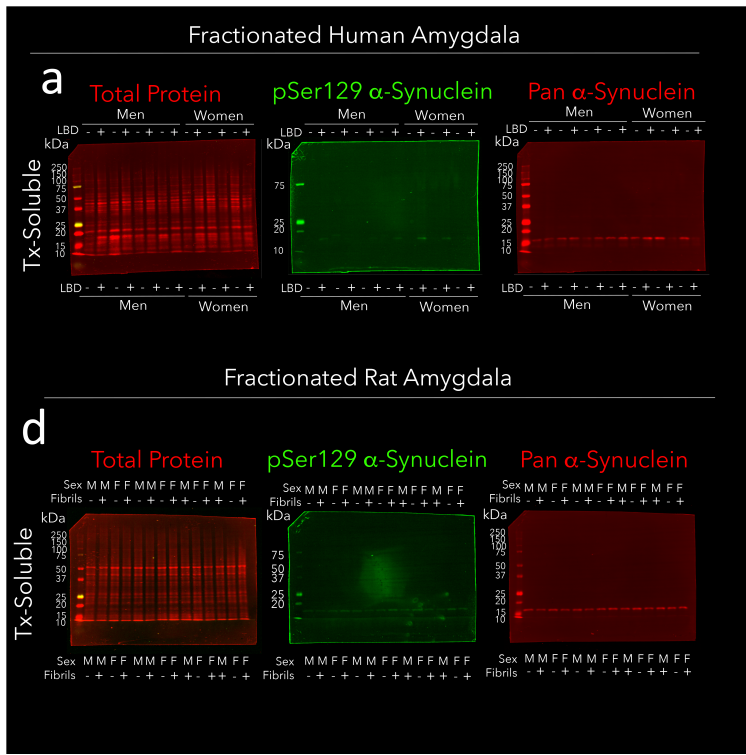 Fractionated Human Amygdala
a
Total Protein
pSer129 α-Synuclein
Pan α-Synuclein
Men Women
Men Women
Men Women
LBD - + - + - + - + - + - +
LBD - + - + - + - + - + - +
LBD - + - + - + - + - + - +
kDa
250
150
100
75
50
37
25
20
15
10
kDa
75
25
20
10
kDa
250
150
100
75
50
37
25
20
15
10
Tx-Soluble
LBD - + - + - + - + - + - +
LBD - + - + - + - + - + - +
LBD - + - + - + - + - + - +
Men Women
Men Women
Men Women
Fractionated Rat Amygdala
d
Total Protein
pSer129 α-Synuclein
Pan α-Synuclein
Sex M M F F M M F F M F F M F F
Sex M M F F M M F F M M F F M F F
Sex M M F F M M F F M F F M F F
Fibrils
Fibrils
Fibrils
kDa
250
150
100
75
50
37
25
20
15
10
kDa
75
50
37
25
20
kDa
250
150
100
75
50
37
25
20
15
10
Tx-Soluble
Sex M M F F M M F F M F F M F F
Sex M M F F M M F F M F F M F F
Sex M M F F M M F F M F F M F F
Fibrils
Fibrils
Fibrils